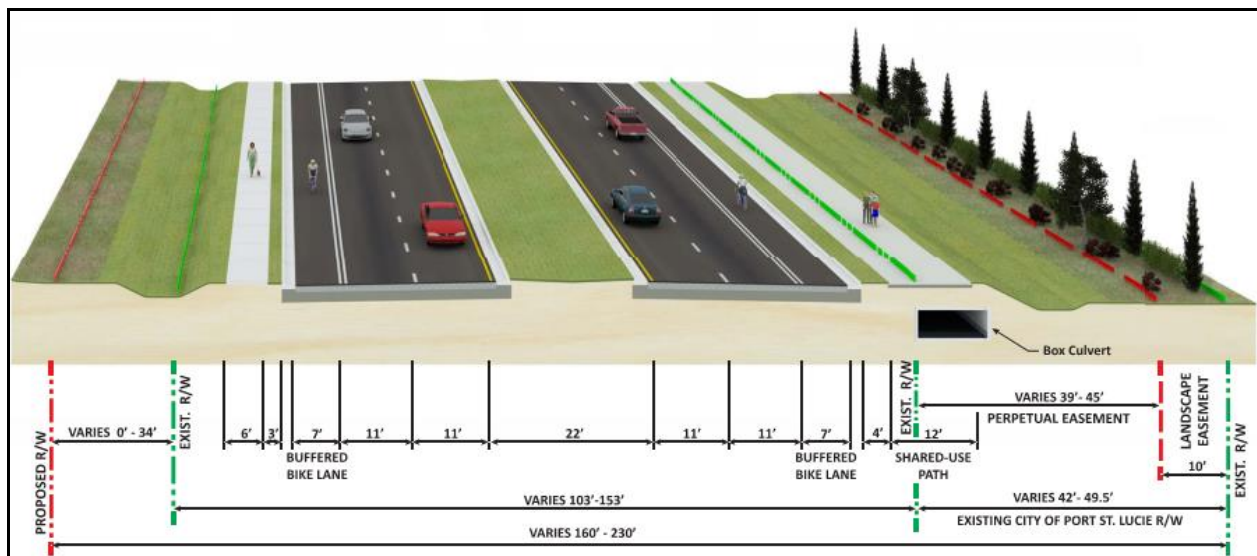 Box Culvert
PROPOSED R/W
VARIES 0' - 34'
EXIST. R/W
6'
3'
7'
BUFFERED
BIKE LANE
11'
11'
22'
11'
11'
7'
BUFFERED
BIKE LANE
4'
EXIST. R/W
12'
SHARED-USE
PATH
VARIES 39'- 45'
PERPETUAL EASEMENT
LANDSCAPE
EASEMENT
10'
EXIST. R/W
VARIES 103'-153'
VARIES 42'- 49.5'
EXISTING CITY OF PORT ST. LUCIE R/W
VARIES 160' - 230'